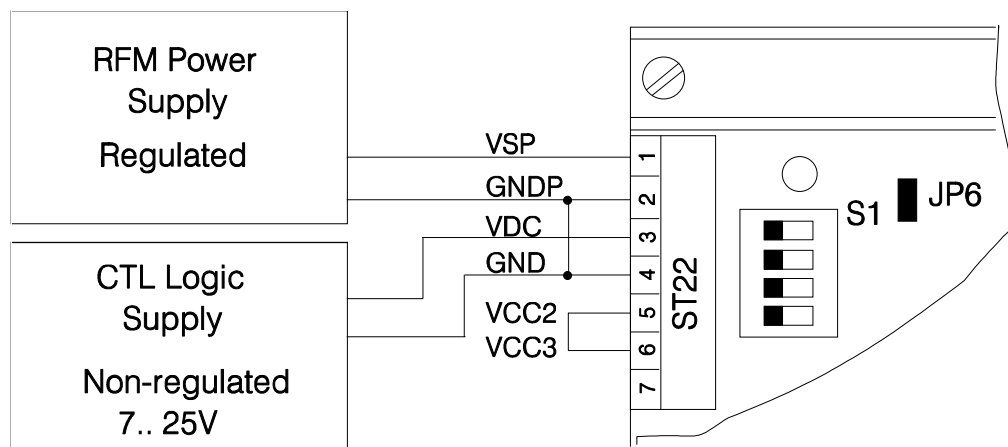 RFM Power
Supply
Regulated
CTL Logic
Supply
Non-regulated
7.. 25V
VSP
GNDP
VDC
GND
VCC2
VCC3
1
2
3
4
5
6
7
ST22
S1
JP6